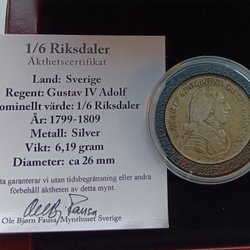 1/6 Riksdaler
Äkthetscertifikat
Land: Sverige
Regent: Gustav IV Adolf
ominellt värde: 1/6 Riksdaler
År: 1799-1809
Metall: Silver
Vikt: 6,19 gram
Diameter: ca 26 mm
ta garanterar vi utan tidsbegränsning eller andra
förbehåll äktheten av detta mynt.
Ole Bjørn Fausa, Mynthuset Sverige